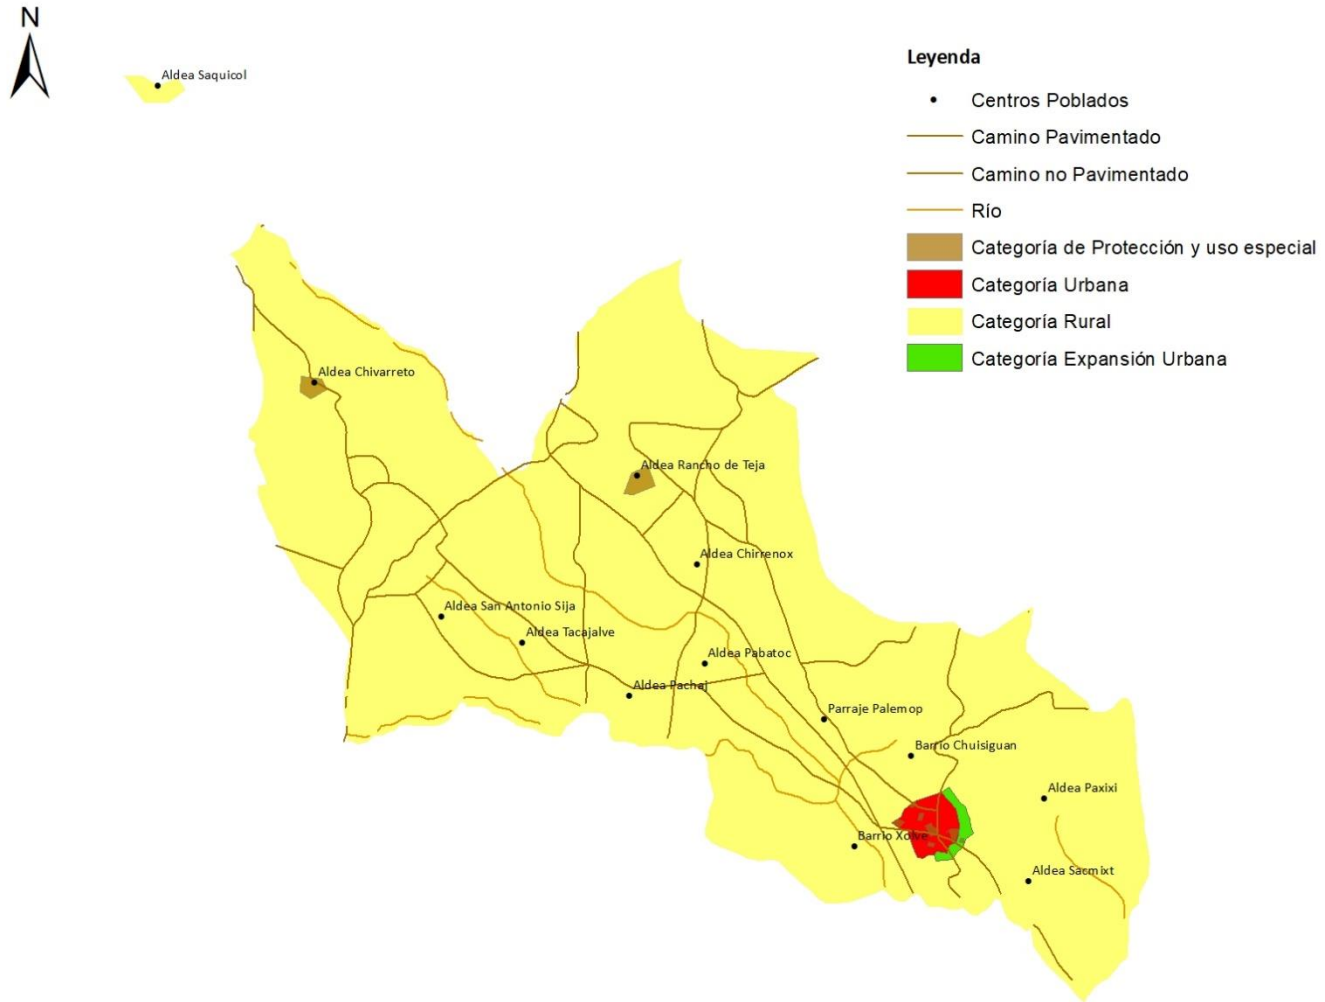 N
Aldea Saquicol
Leyenda
Centros Poblados
Camino Pavimentado
Camino no Pavimentado
Río
Categoría de Protección y uso especial
Categoría Urbana
Categoría Rural
Categoría Expansión Urbana
Aldea Chivarreto
Aldea Rancho de Teja
Aldea Chirrenox
Aldea San Antonio Sija
Aldea Tacajalve
Aldea Pabatoc
Aldea Pachaj
Parraje Palemop
Barrio Chuisiguan
Aldea Paxixi
Barrio Xolve
Aldea Sacmixt